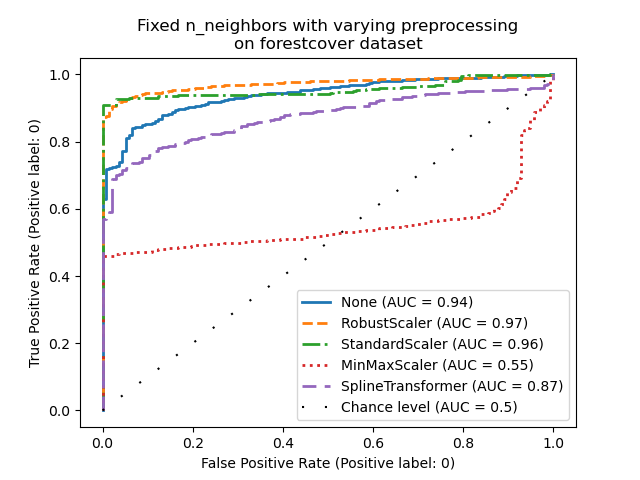 Fixed n_neighbors with varying preprocessing
on forestcover dataset
True Positive Rate (Positive label: 0)
1.0
0.8
0.6
0.4
0.2
0.0
None (AUC = 0.94)
RobustScaler (AUC = 0.97)
StandardScaler (AUC = 0.96)
MinMaxScaler (AUC = 0.55)
SplineTransformer (AUC = 0.87)
Chance level (AUC = 0.5)
0.0 0.2 0.4 0.6 0.8 1.0
False Positive Rate (Positive label: 0)